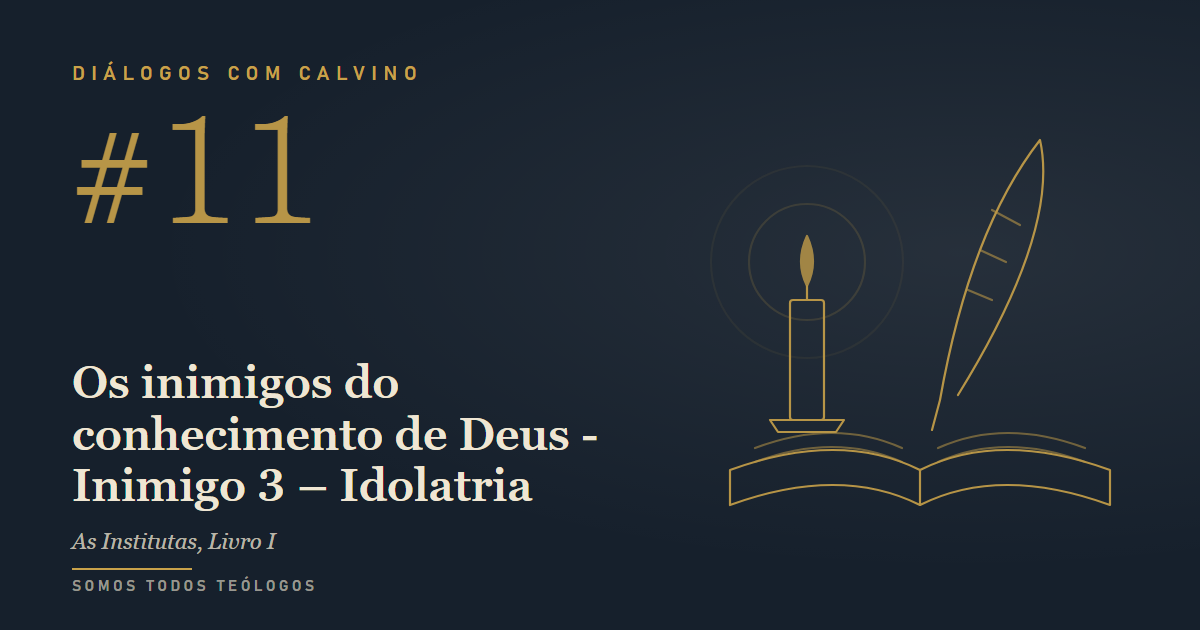 DIÁLOGOS COM CALVINO
#11
Os inimigos do
conhecimento de Deus -
Inimigo 3 – Idolatria
As Institutas, Livro I
SOMOS TODOS TEÓLOGOS